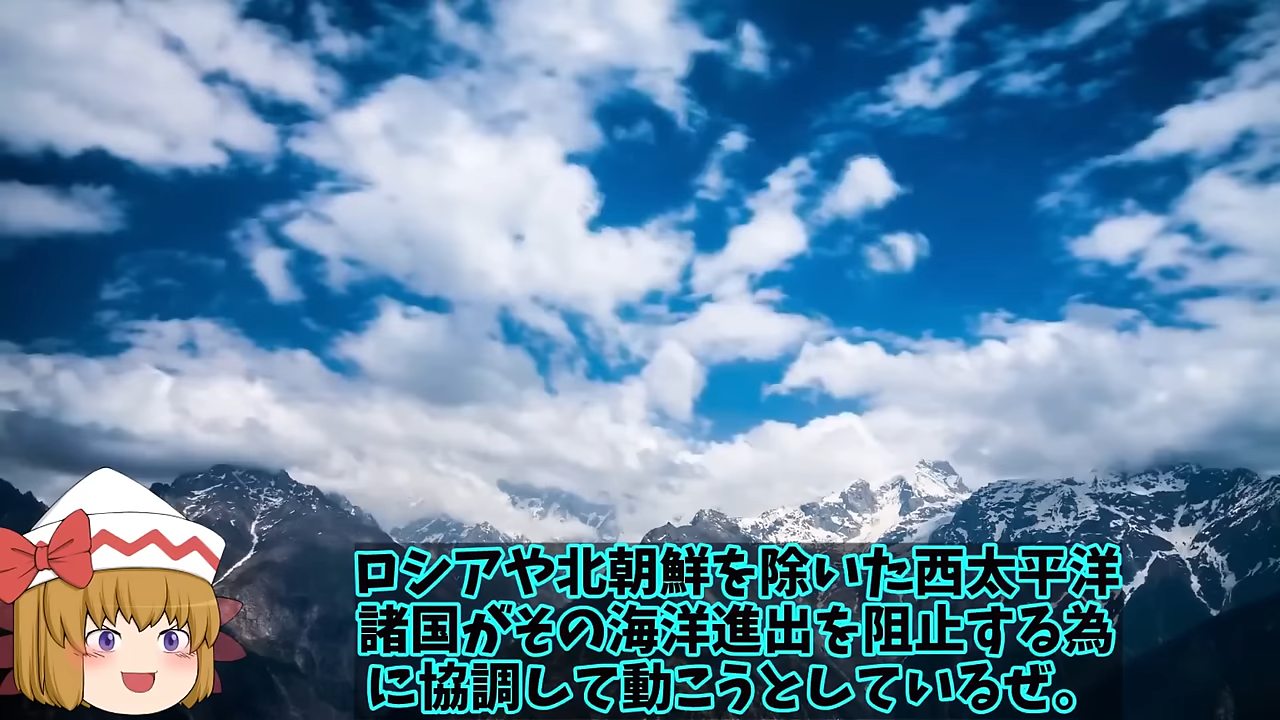 ロシアや北朝鮮を除いた西太平洋
諸国がその海洋進出を阻止する為
に協調して動こうとしているぜ。